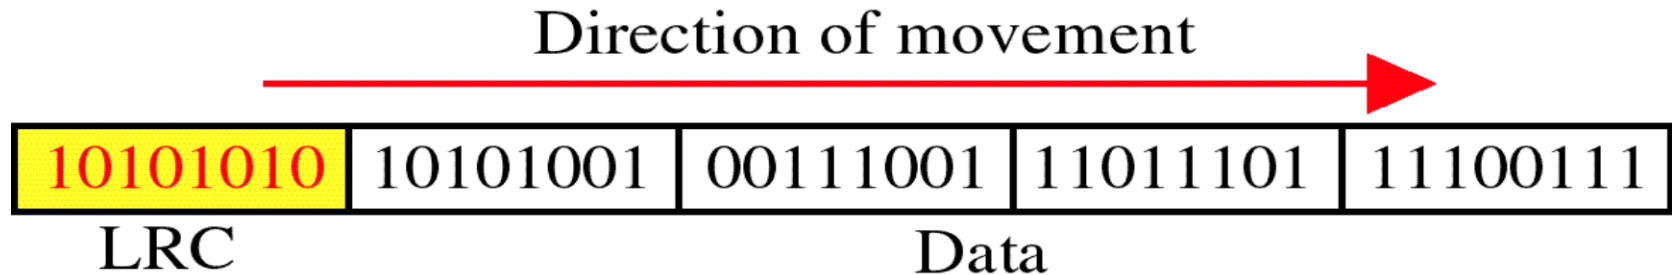 Direction of movement
10101010 10101001 00111001 11011101 11100111
LRC Data